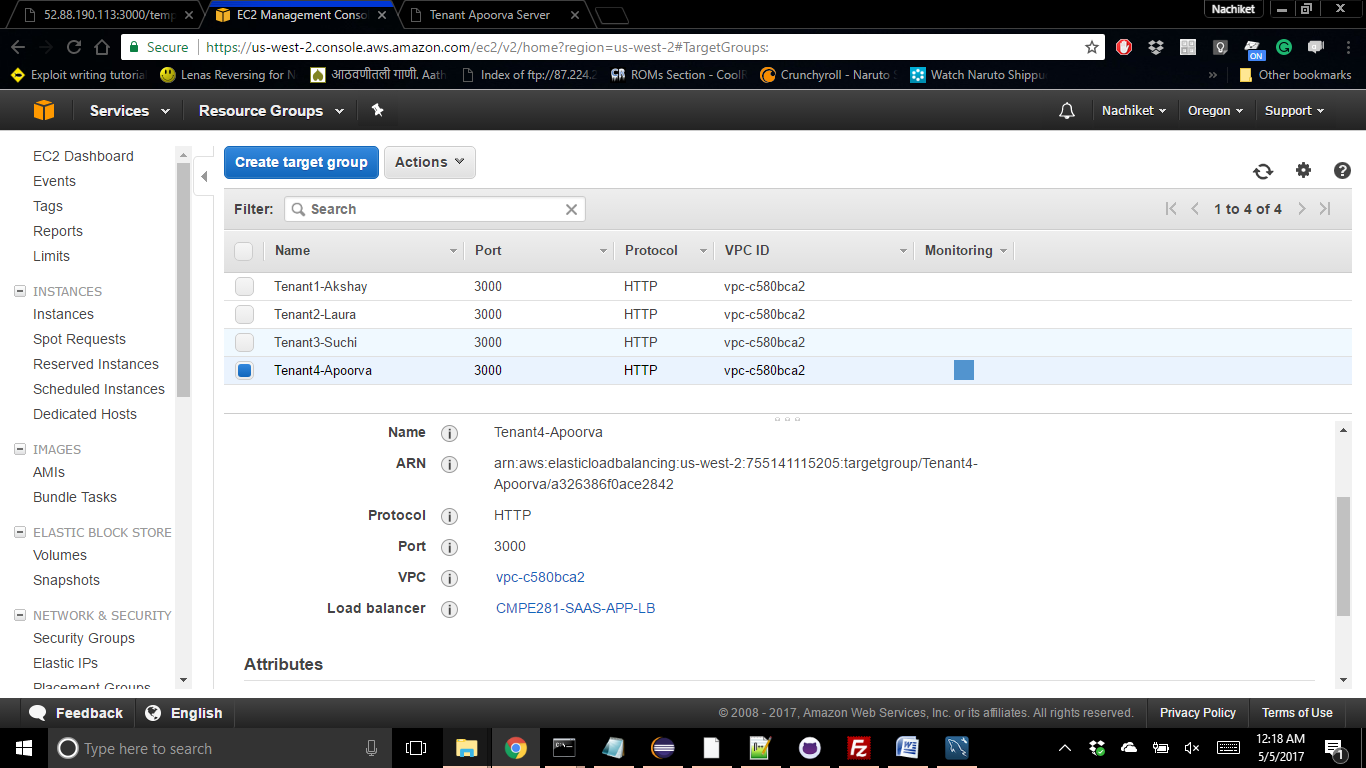 52.88.190.113:3000/temp
EC2 Management Conso
Tenant Apoorva Server
Nachiket
Secure
https://us-west-2.console.aws.amazon.com/ec2/v2/home?region=us-west-2#TargetGroups:
ON
Exploit writing tutorial
Lenas Reversing for N
आठवणीतली गाणी. Aath
Index of ftp://87.224.2
ROMs Section - CoolR
Crunchyroll - Naruto S
Watch Naruto Shippu
»
Other bookmarks
Services
Resource Groups
Nachiket
Oregon
Support
EC2 Dashboard
Events
Tags
Reports
Limits
INSTANCES
Instances
Spot Requests
Reserved Instances
Scheduled Instances
Dedicated Hosts
IMAGES
AMIs
Bundle Tasks
ELASTIC BLOCK STORE
Volumes
Snapshots
NETWORK & SECURITY
Security Groups
Elastic IPs
Placement Groups
Create target group
Actions
Filter:
Search
1 to 4 of 4
Name Port Protocol VPC ID Monitoring
Tenant1-Akshay 3000 HTTP vpc-c580bca2
Tenant2-Laura 3000 HTTP vpc-c580bca2
Tenant3-Suchi 3000 HTTP vpc-c580bca2
Tenant4-Apoorva 3000 HTTP vpc-c580bca2
Name Tenant4-Apoorva
ARN arn:aws:elasticloadbalancing:us-west-2:755141115205:targetgroup/Tenant4-
Apoorva/a326386f0ace2842
Protocol HTTP
Port 3000
VPC vpc-c580bca2
Load balancer CMPE281-SAAS-APP-LB
Attributes
Feedback
English
© 2008 - 2017, Amazon Web Services, Inc. or its affiliates. All rights reserved.
Privacy Policy
Terms of Use
Type here to search
12:18 AM
5/5/2017
1